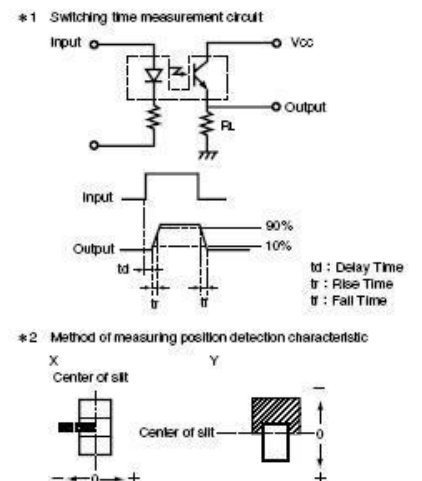 *1 Switching time measurement circuit
Input
Vcc
Output
RL
Input
Output
90%
10%
td
tr
tf
td : Delay Time
tr : Rise Time
tf : Fall Time
*2 Method of measuring position detection characteristic
X
Y
Center of slit
Center of slit
−
0
+
− 0 +